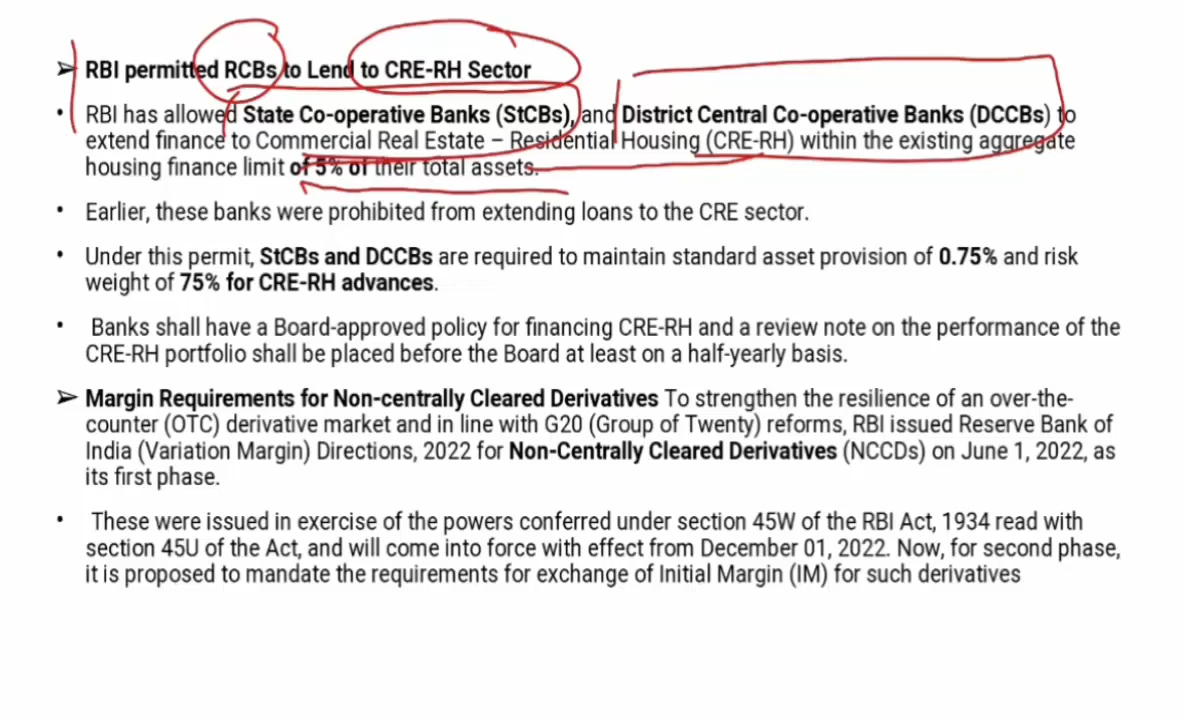 ➢ RBI permitted RCBs to Lend to CRE-RH Sector
• RBI has allowed State Co-operative Banks (StCBs), and District Central Co-operative Banks (DCCBs) to
extend finance to Commercial Real Estate – Residential Housing (CRE-RH) within the existing aggregate
housing finance limit of 5% of their total assets.
• Earlier, these banks were prohibited from extending loans to the CRE sector.
• Under this permit, StCBs and DCCBs are required to maintain standard asset provision of 0.75% and risk
weight of 75% for CRE-RH advances.
• Banks shall have a Board-approved policy for financing CRE-RH and a review note on the performance of the
CRE-RH portfolio shall be placed before the Board at least on a half-yearly basis.
➢ Margin Requirements for Non-centrally Cleared Derivatives To strengthen the resilience of an over-the-
counter (OTC) derivative market and in line with G20 (Group of Twenty) reforms, RBI issued Reserve Bank of
India (Variation Margin) Directions, 2022 for Non-Centrally Cleared Derivatives (NCCDs) on June 1, 2022, as
its first phase.
• These were issued in exercise of the powers conferred under section 45W of the RBI Act, 1934 read with
section 45U of the Act, and will come into force with effect from December 01, 2022. Now, for second phase,
it is proposed to mandate the requirements for exchange of Initial Margin (IM) for such derivatives